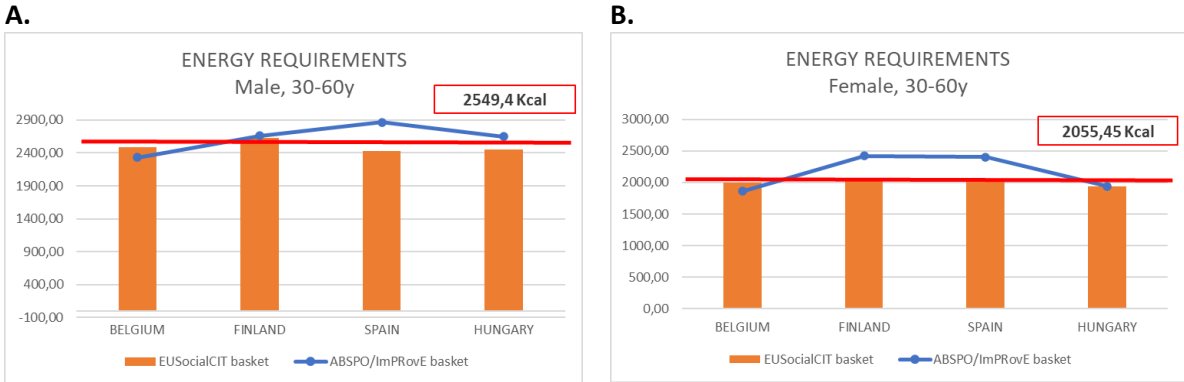 A.
ENERGY REQUIREMENTS
Male, 30-60y
2549,4 Kcal
2900,00
2400,00
1900,00
1400,00
900,00
400,00
-100,00
BELGIUM FINLAND SPAIN HUNGARY
EUSocialCIT basket ABSPO/ImPRovE basket
B.
ENERGY REQUIREMENTS
Female, 30-60y
2055,45 Kcal
3000,00
2500,00
2000,00
1500,00
1000,00
500,00
0,00
BELGIUM FINLAND SPAIN HUNGARY
EUSocialCIT basket ABSPO/ImPRovE basket